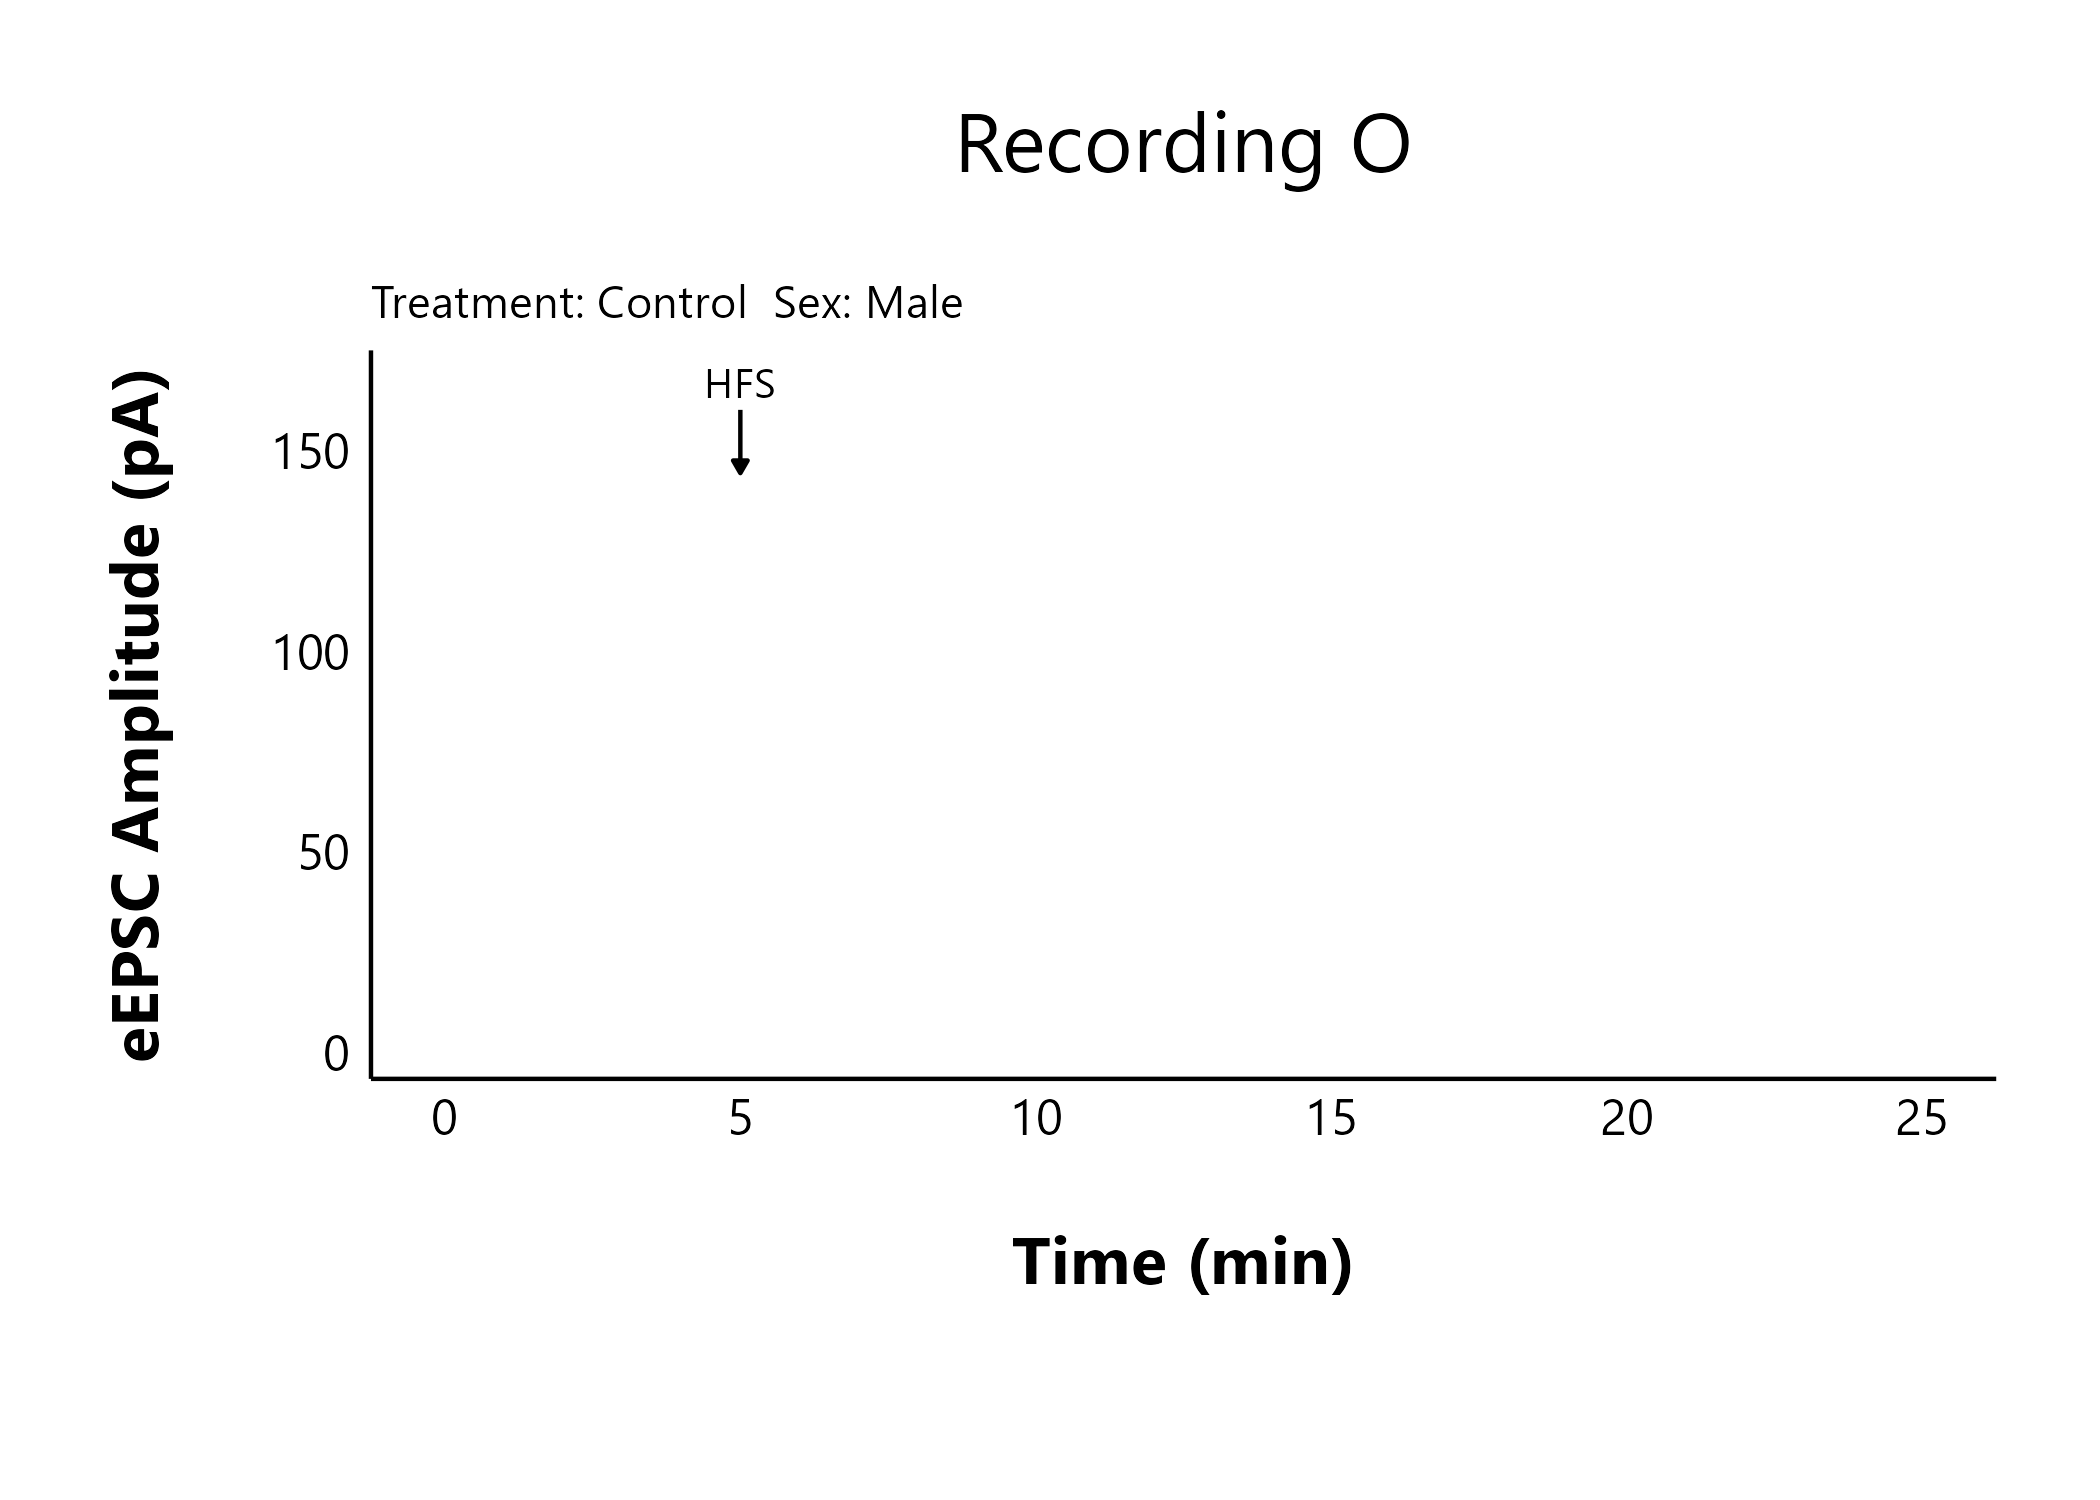 Recording O
Treatment: Control  Sex: Male
HFS
eEPSC Amplitude (pA)
150
100
50
0
0 5 10 15 20 25
Time (min)